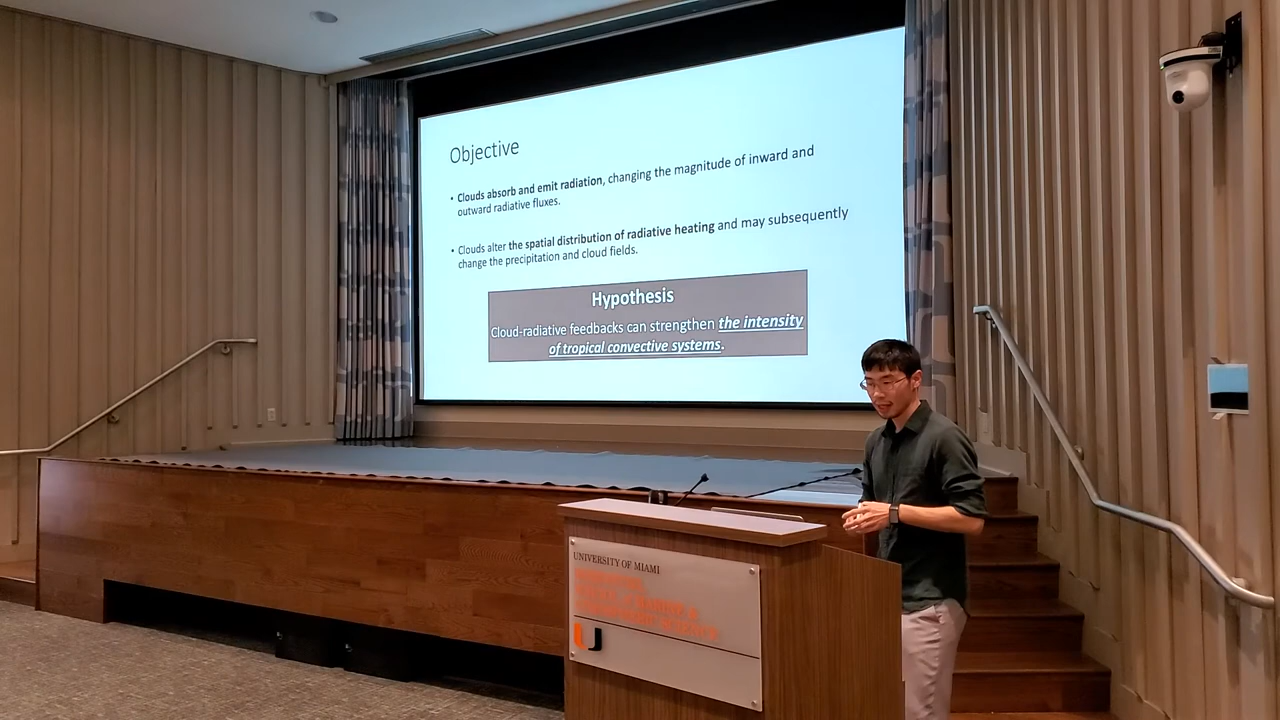 Objective
• Clouds absorb and emit radiation, changing the magnitude of inward and
outward radiative fluxes.
• Clouds alter the spatial distribution of radiative heating and may subsequently
change the precipitation and cloud fields.
Hypothesis
Cloud-radiative feedbacks can strengthen the intensity
of tropical convective systems.
UNIVERSITY OF MIAMI
SCIENCE
U